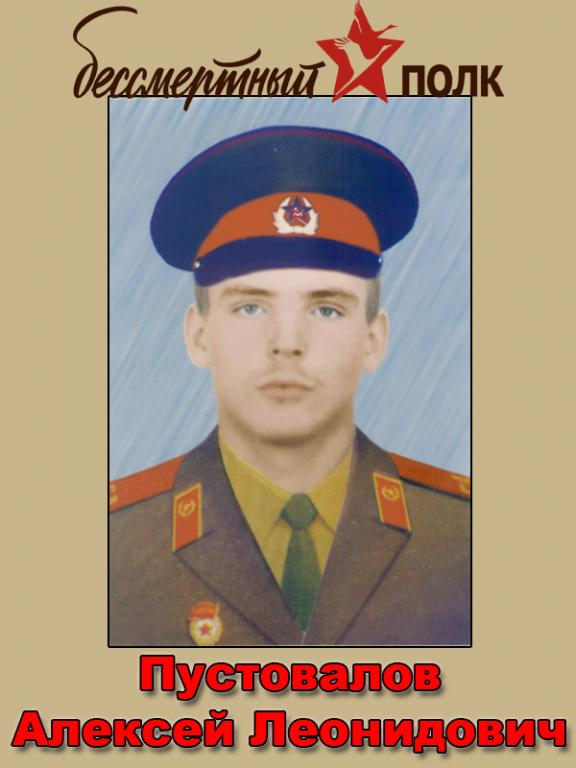 бессмертный полк
Пустовалов
Алексей Леонидович